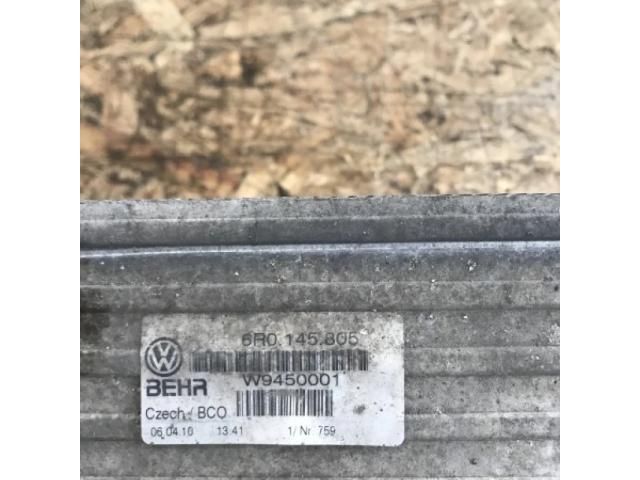 6R0.145.805
BEHR W9450001
Czech / BCO
06.04.10 13.41 1/ Nr 759